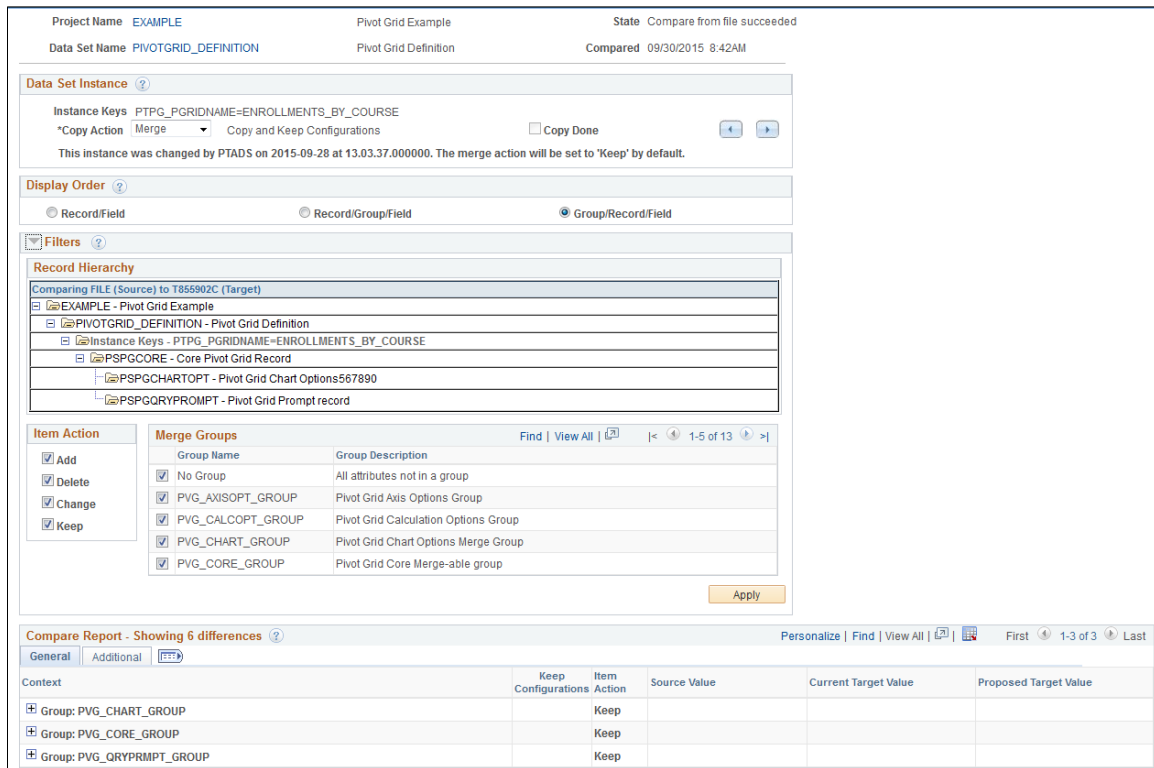 Project Name EXAMPLE Pivot Grid Example State Compare from file succeeded
Data Set Name PIVOTGRID_DEFINITION Pivot Grid Definition Compared 09/30/2015 8:42AM
Data Set Instance ?
Instance Keys PTPG_PGRIDNAME=ENROLLMENTS_BY_COURSE
*Copy Action Merge Copy and Keep Configurations Copy Done
This instance was changed by PTADS on 2015-09-28 at 13.03.37.000000. The merge action will be set to 'Keep' by default.
Display Order ?
Record/Field Record/Group/Field Group/Record/Field
Filters ?
Record Hierarchy
Comparing FILE (Source) to T855902C (Target)
EXAMPLE - Pivot Grid Example
PIVOTGRID_DEFINITION - Pivot Grid Definition
Instance Keys - PTPG_PGRIDNAME=ENROLLMENTS_BY_COURSE
PSPGCORE - Core Pivot Grid Record
PSPGCHARTOPT - Pivot Grid Chart Options567890
PSPGQRYPROMPT - Pivot Grid Prompt record
Item Action
Add
Delete
Change
Keep
Merge Groups Find | View All | |< 1-5 of 13 >|
Group Name Group Description
No Group All attributes not in a group
PVG_AXISOPT_GROUP Pivot Grid Axis Options Group
PVG_CALCOPT_GROUP Pivot Grid Calculation Options Group
PVG_CHART_GROUP Pivot Grid Chart Options Merge Group
PVG_CORE_GROUP Pivot Grid Core Merge-able group
Apply
Compare Report - Showing 6 differences ? Personalize | Find | View All | | First 1-3 of 3 Last
General Additional
Context Keep Configurations Item Action Source Value Current Target Value Proposed Target Value
Group: PVG_CHART_GROUP Keep
Group: PVG_CORE_GROUP Keep
Group: PVG_QRYPRMPT_GROUP Keep